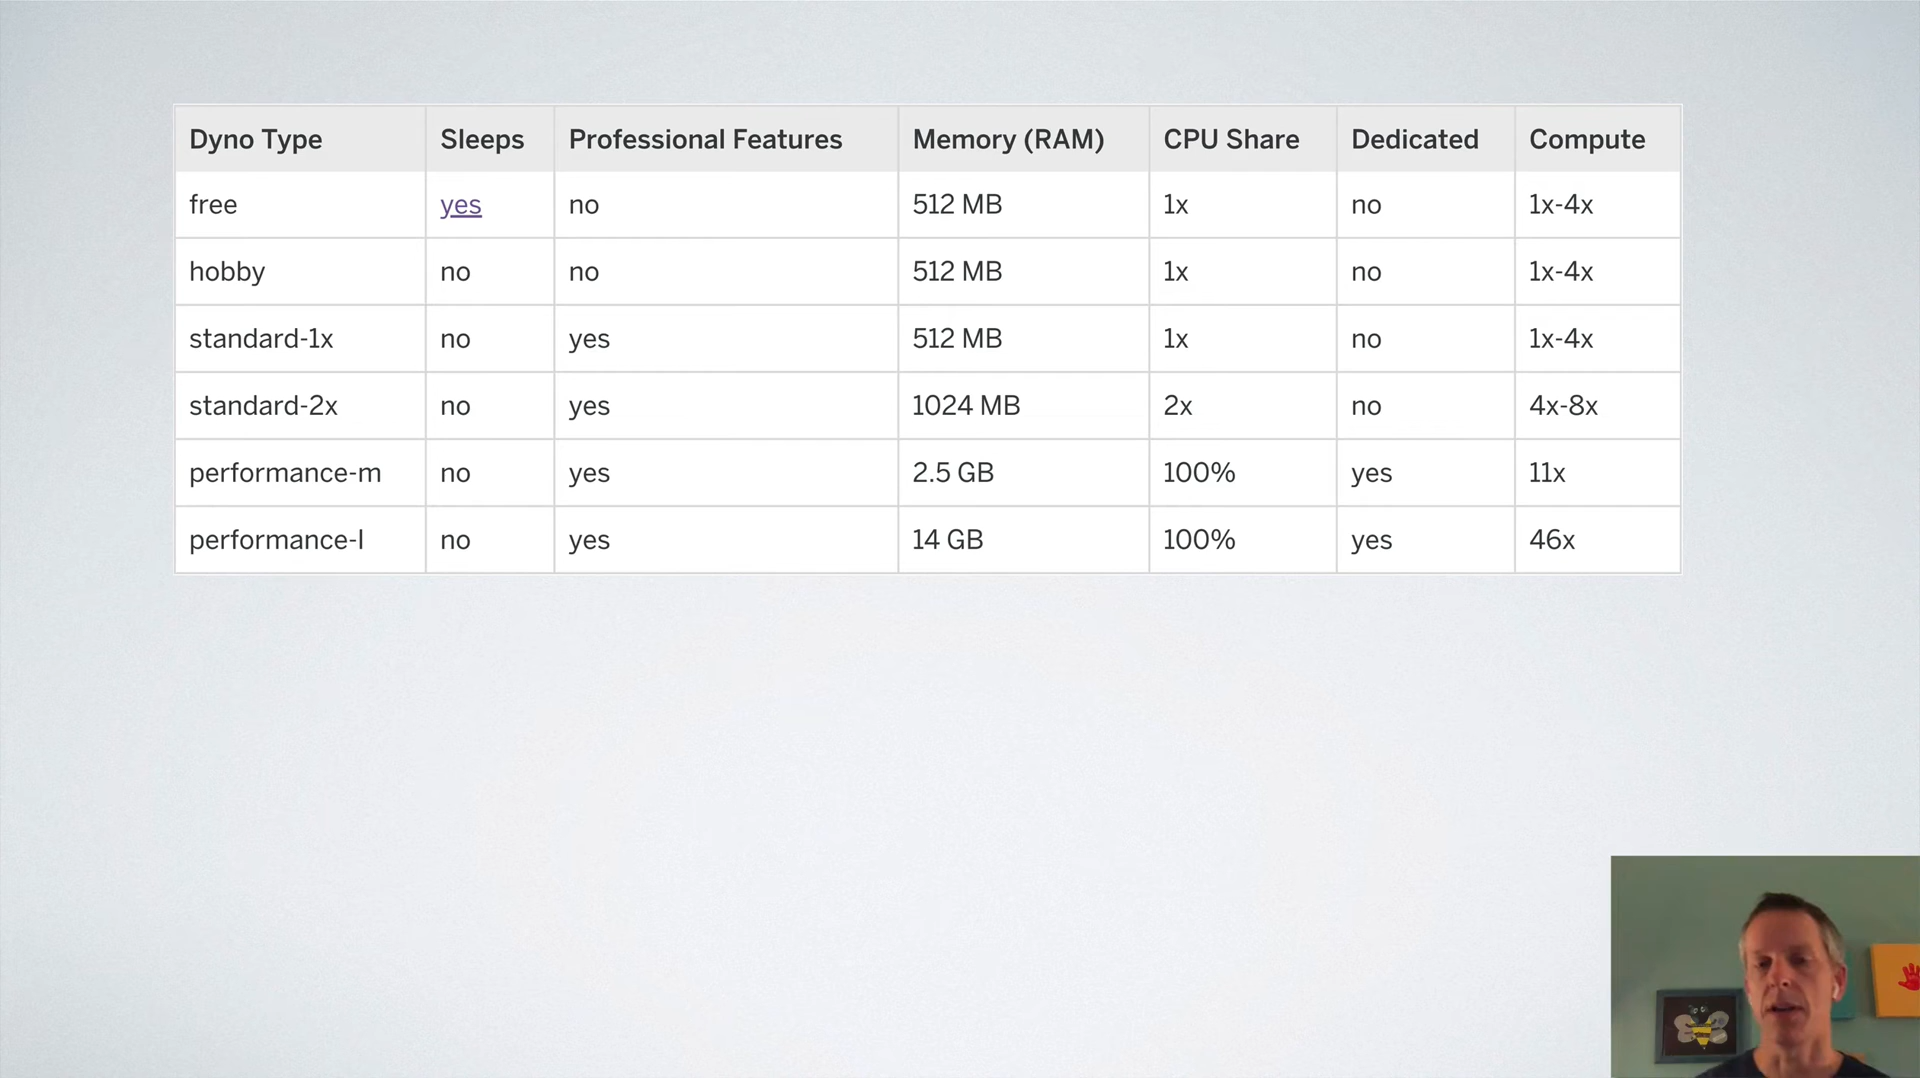 Dyno Type Sleeps Professional Features Memory (RAM) CPU Share Dedicated Compute
free yes no 512 MB 1x no 1x-4x
hobby no no 512 MB 1x no 1x-4x
standard-1x no yes 512 MB 1x no 1x-4x
standard-2x no yes 1024 MB 2x no 4x-8x
performance-m no yes 2.5 GB 100% yes 11x
performance-l no yes 14 GB 100% yes 46x